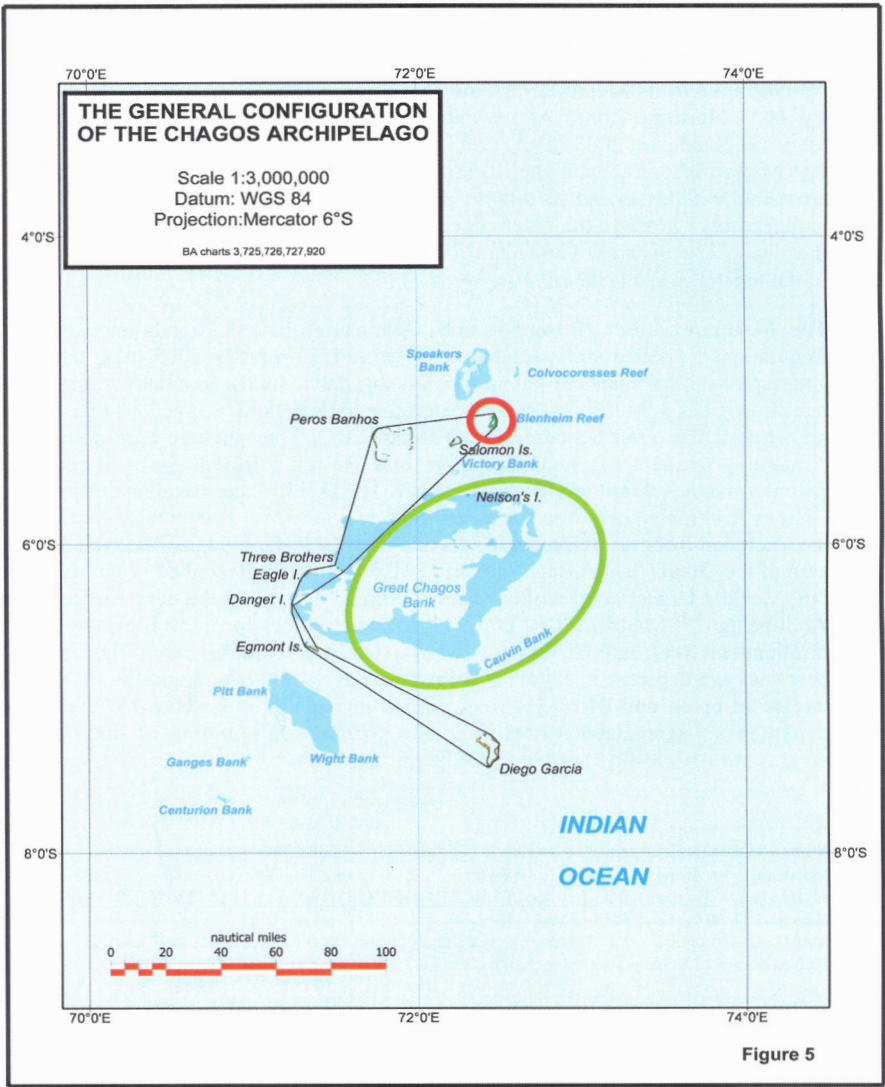 70°0'E 72°0'E 74°0'E
THE GENERAL CONFIGURATION
OF THE CHAGOS ARCHIPELAGO
Scale 1:3,000,000
Datum: WGS 84
Projection:Mercator 6°S
BA charts 3,725,726,727,920
4°0'S 4°0'S
Speakers
Bank
Colvocoresses Reef
Peros Banhos
Blenheim Reef
Salomon Is.
Victory Bank
Nelson's I.
6°0'S 6°0'S
Three Brothers
Eagle I.
Danger I.
Great Chagos
Bank
Egmont Is.
Cauvin Bank
Pitt Bank
Ganges Bank
Wight Bank
Diego Garcia
Centurion Bank
INDIAN
OCEAN
8°0'S 8°0'S
nautical miles
0 20 40 60 80 100
70°0'E 72°0'E 74°0'E
Figure 5